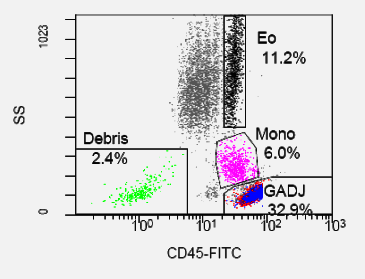 1023
SS
0
Eo
11.2%
Debris
2.4%
Mono
6.0%
GADJ
32.9%
10⁰ 10¹ 10² 10³
CD45-FITC